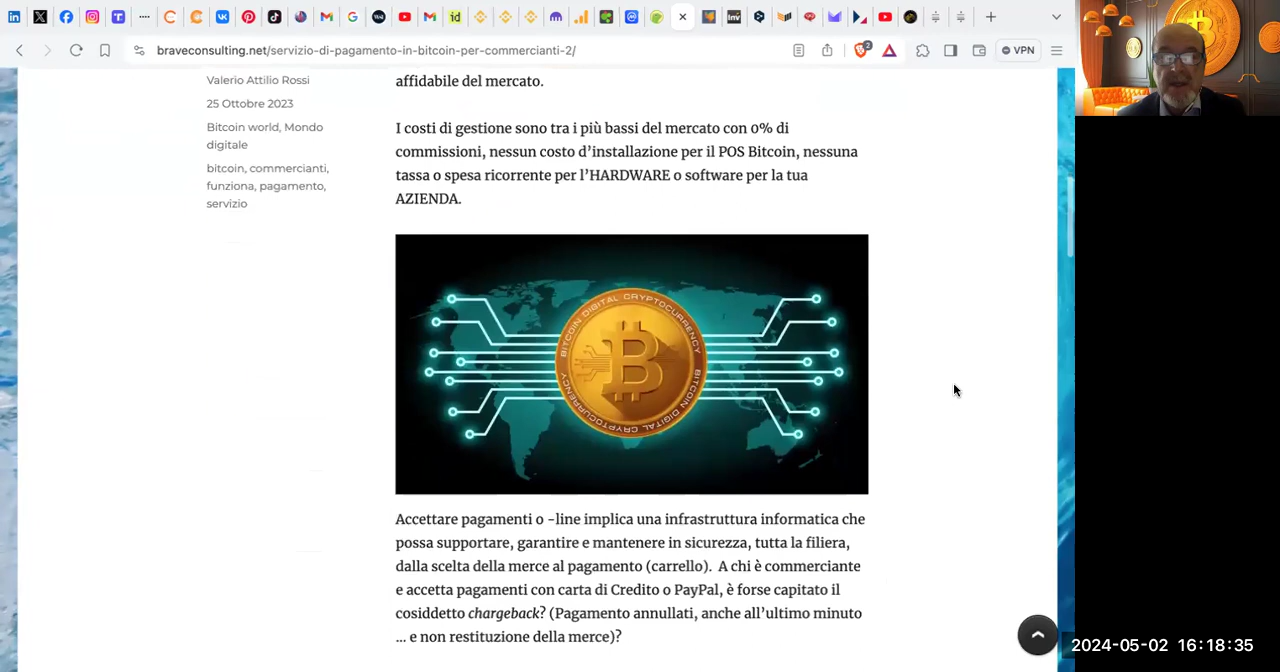 braveconsulting.net/servizio-di-pagamento-in-bitcoin-per-commercianti-2/
2
VPN
Valerio Attilio Rossi
25 Ottobre 2023
Bitcoin world, Mondo
digitale
bitcoin, commercianti,
funziona, pagamento,
servizio
affidabile del mercato.
I costi di gestione sono tra i più bassi del mercato con 0% di
commissioni, nessun costo d’installazione per il POS Bitcoin, nessuna
tassa o spesa ricorrente per l’HARDWARE o software per la tua
AZIENDA.
BITCOIN DIGITAL CRYPTOCURRENCY
BITCOIN DIGITAL CRYPTOCURRENCY
Accettare pagamenti o -line implica una infrastruttura informatica che
possa supportare, garantire e mantenere in sicurezza, tutta la filiera,
dalla scelta della merce al pagamento (carrello). A chi è commerciante
e accetta pagamenti con carta di Credito o PayPal, è forse capitato il
cosiddetto chargeback? (Pagamento annullati, anche all’ultimo minuto
... e non restituzione della merce)?
2024-05-02 16:18:35